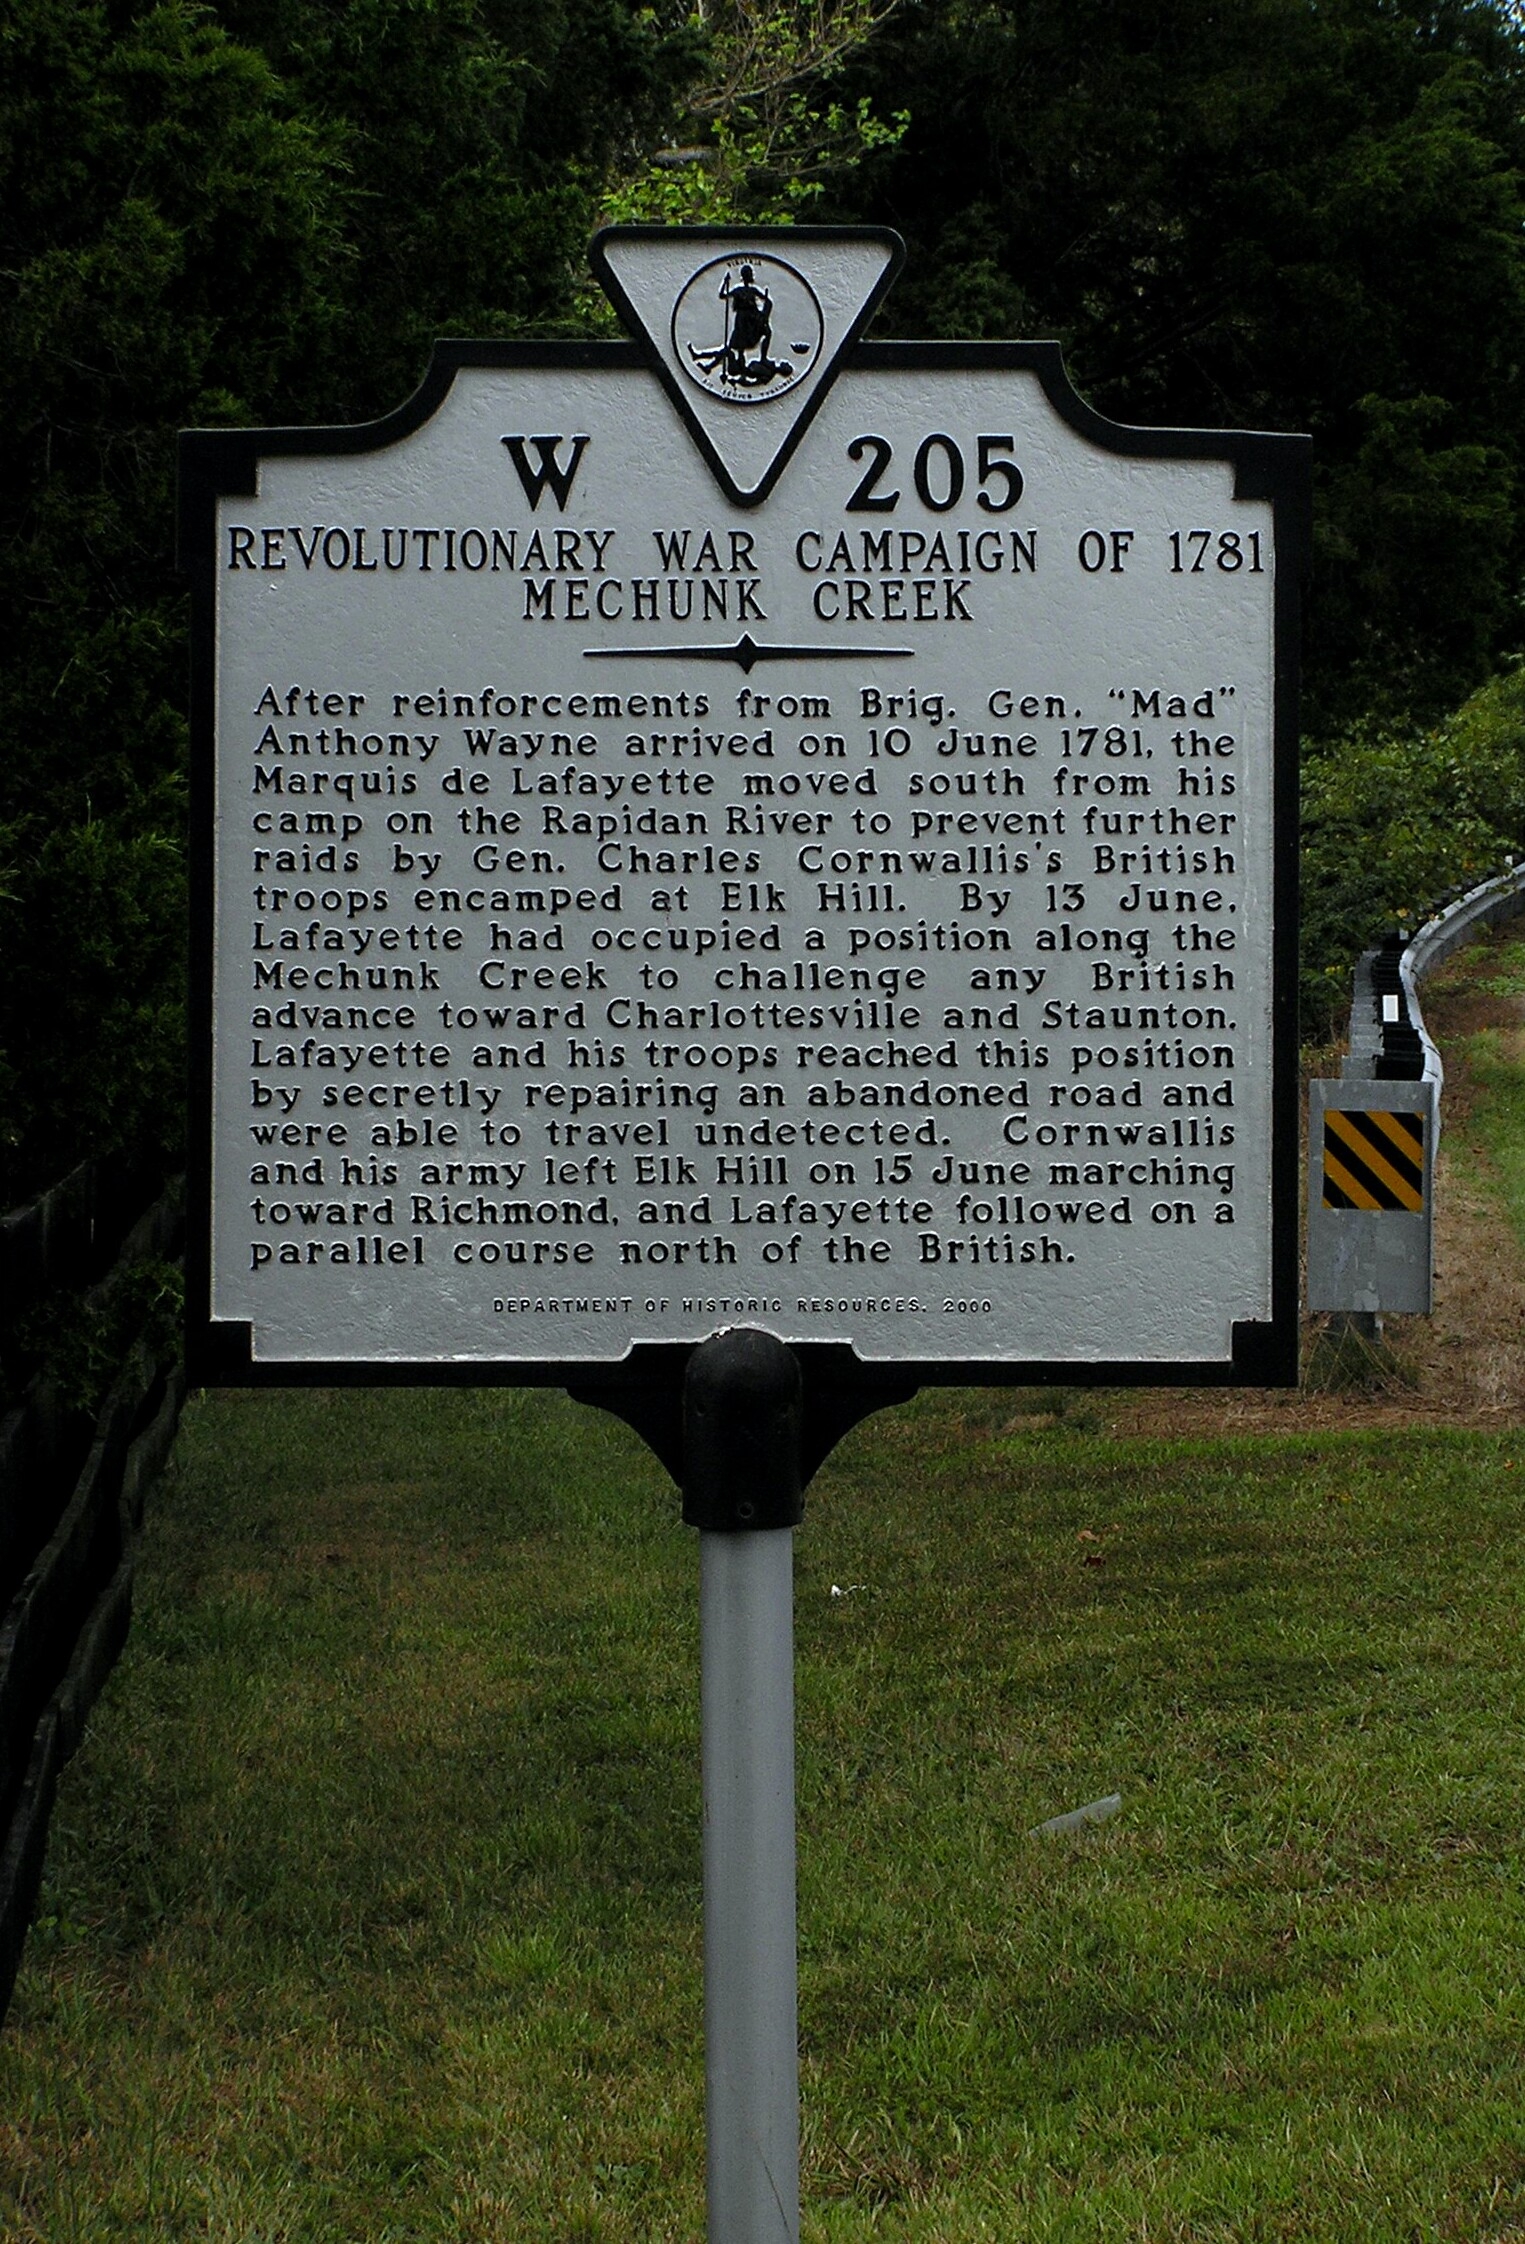 VIRGINIA
SIC SEMPER TYRANNIS
W 205
REVOLUTIONARY WAR CAMPAIGN OF 1781
MECHUNK CREEK
After reinforcements from Brig. Gen. “Mad”
Anthony Wayne arrived on 10 June 1781, the
Marquis de Lafayette moved south from his
camp on the Rapidan River to prevent further
raids by Gen. Charles Cornwallis's British
troops encamped at Elk Hill. By 13 June,
Lafayette had occupied a position along the
Mechunk Creek to challenge any British
advance toward Charlottesville and Staunton.
Lafayette and his troops reached this position
by secretly repairing an abandoned road and
were able to travel undetected. Cornwallis
and his army left Elk Hill on 15 June marching
toward Richmond, and Lafayette followed on a
parallel course north of the British.
DEPARTMENT OF HISTORIC RESOURCES, 2000